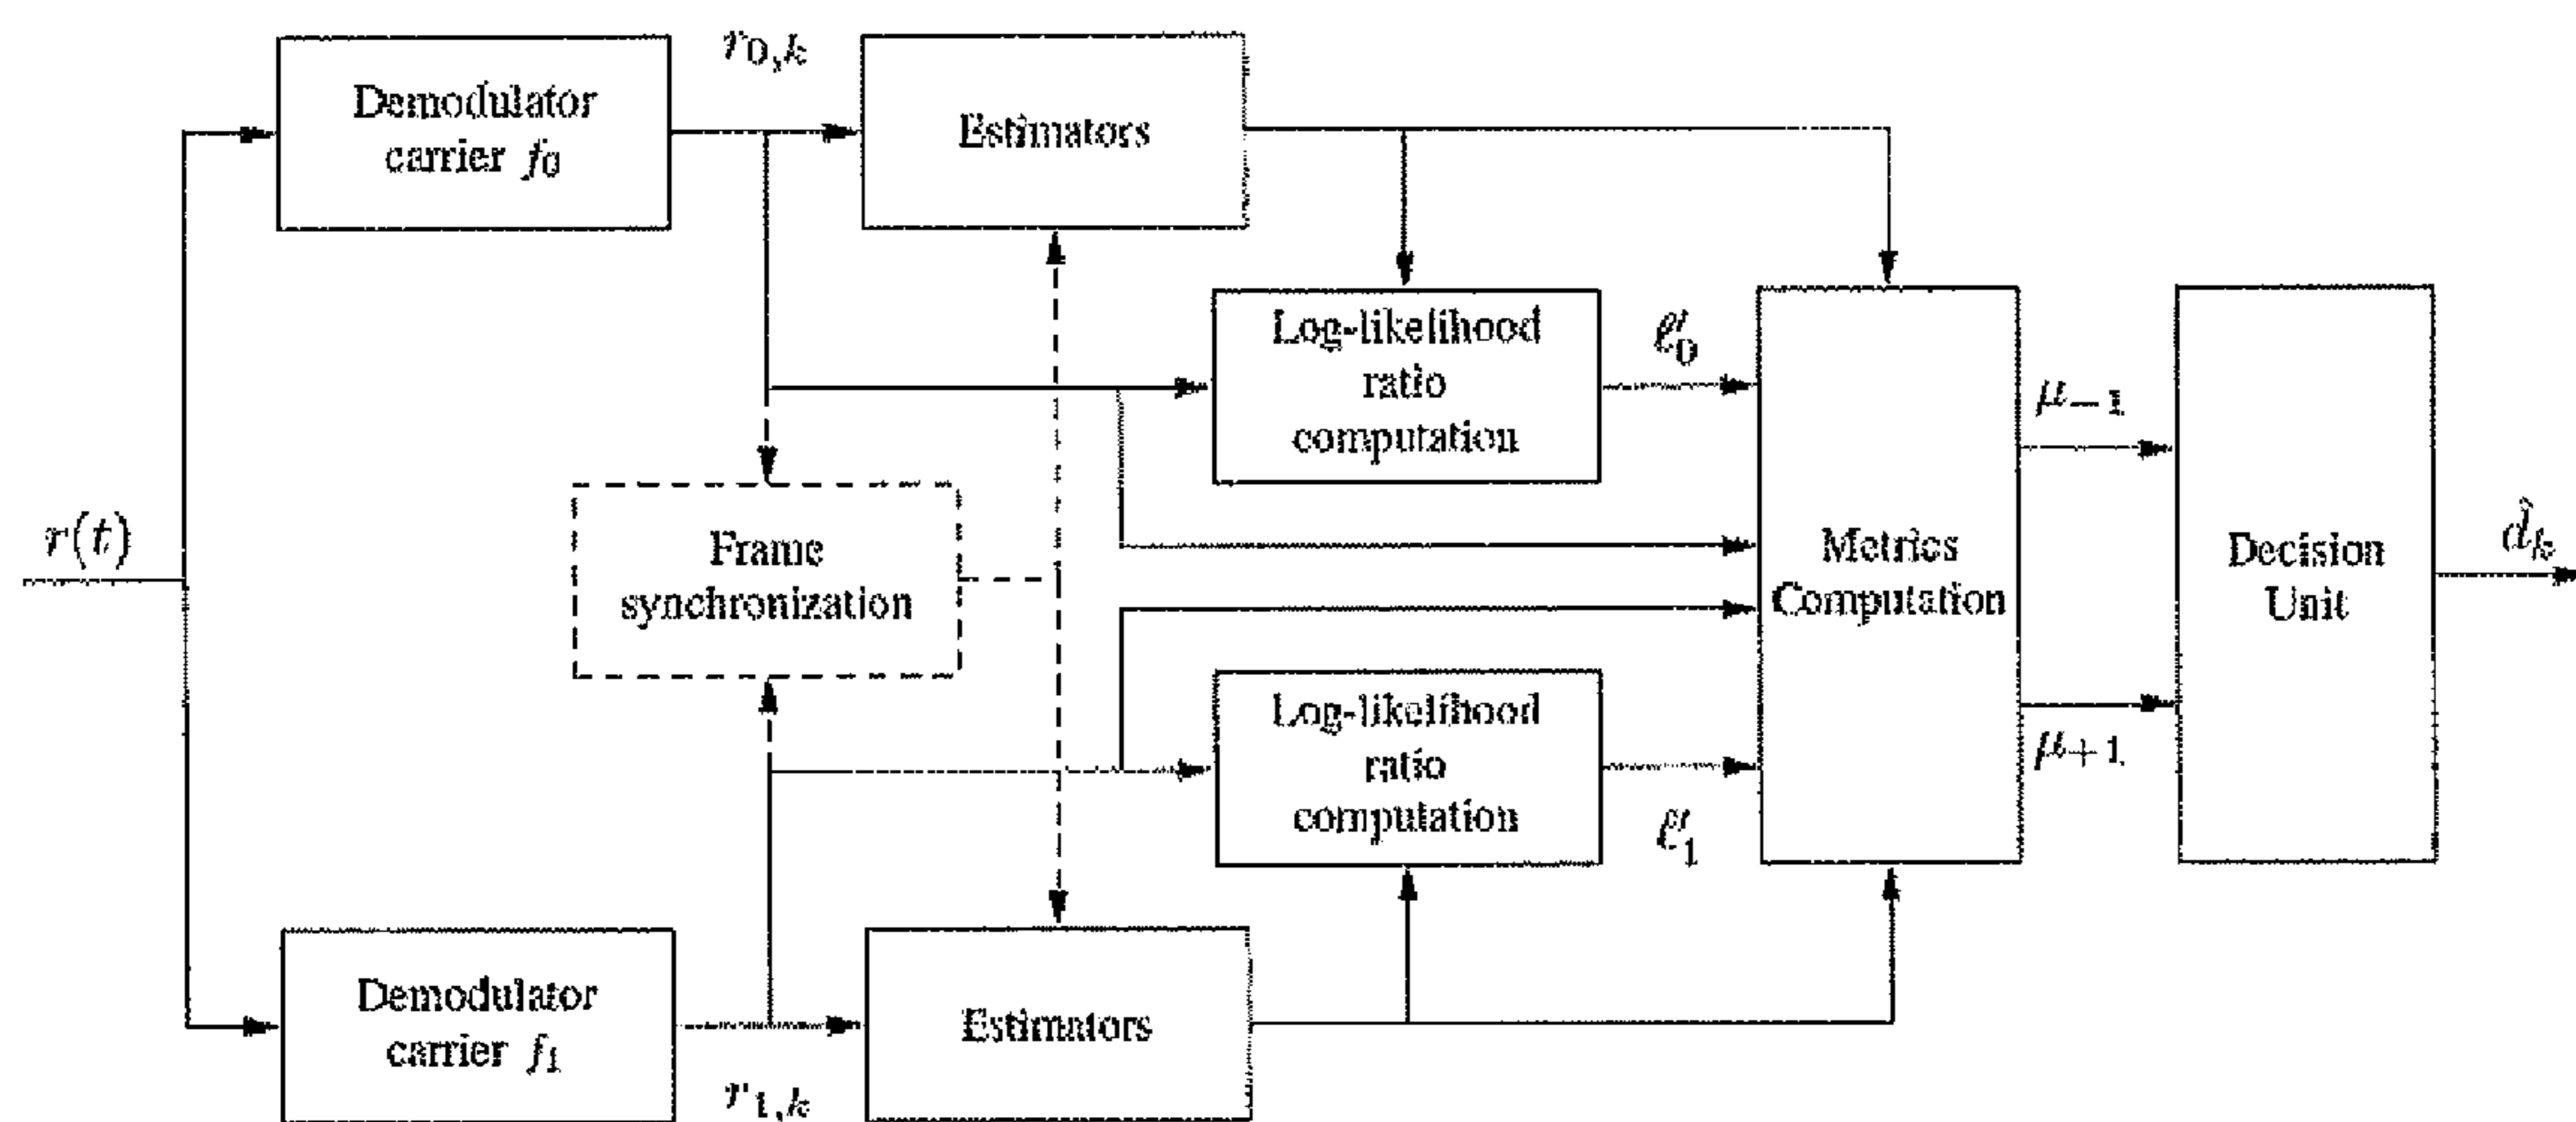 r₀,ₖ
Demodulator
carrier f₀
Estimators
Log-likelihood
ratio
computation
ℓ′₀
μ₋₁
r(t)
Frame
synchronization
Metrics
Computation
Decision
Unit
d̂ₖ
Log-likelihood
ratio
computation
ℓ′₁
μ₊₁
Demodulator
carrier f₁
Estimators
r₁,ₖ